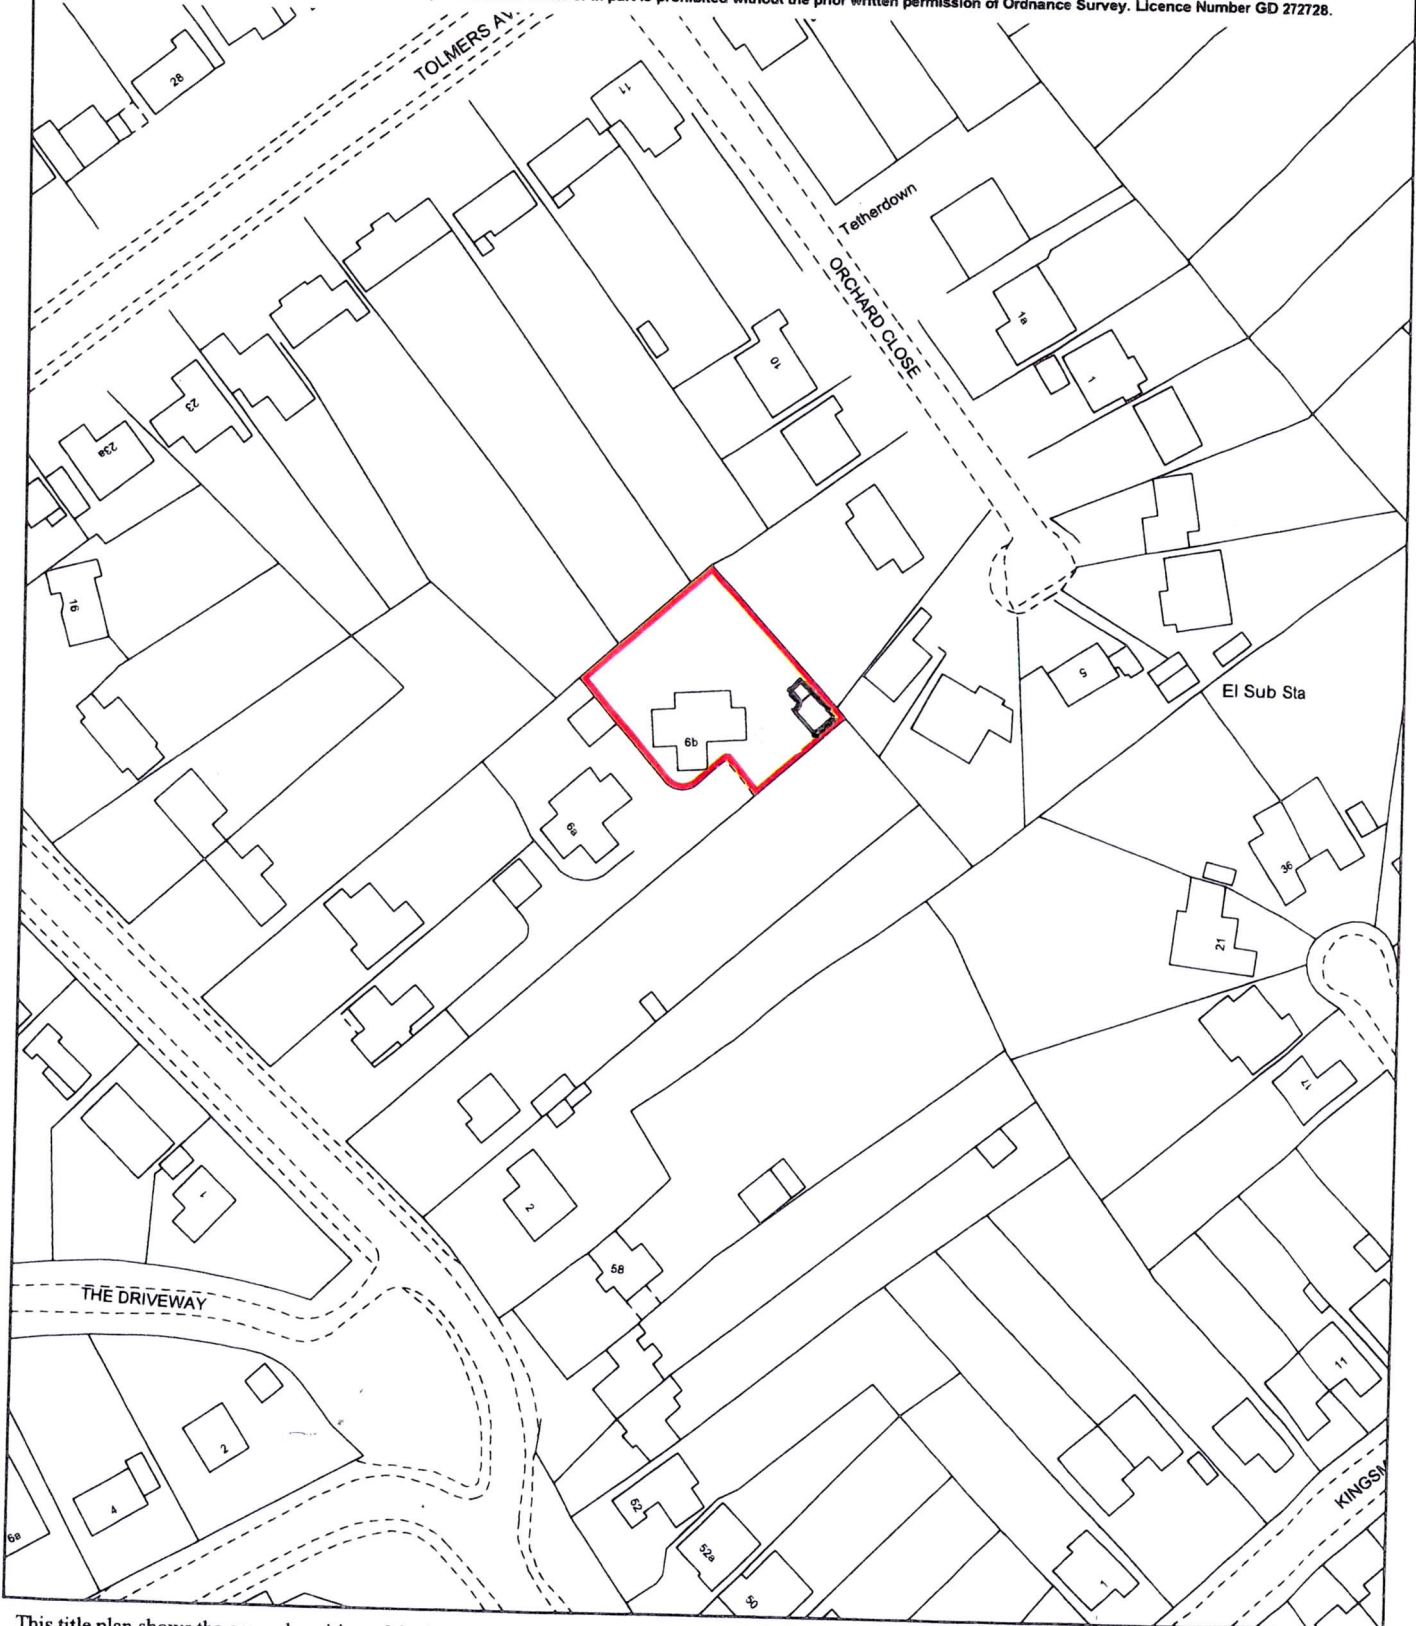 is prohibited without the prior written permission of Ordnance Survey. Licence Number GD 272728.
TOLMERS AV
28
11
Tetherdown
ORCHARD CLOSE
1a
10
1
23
23a
16
6b
5
El Sub Sta
6a
36
21
17
1
2
58
THE DRIVEWAY
11
2
4
6a
62
52a
50
1
KINGSM
This title plan shows the